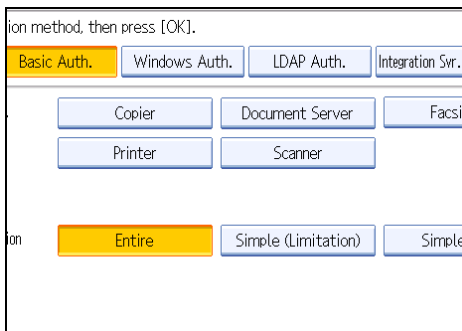 ion method, then press [OK].
Basic Auth. Windows Auth. LDAP Auth. Integration Svr.
Copier Document Server Facsi
Printer Scanner
ion Entire Simple (Limitation) Simple